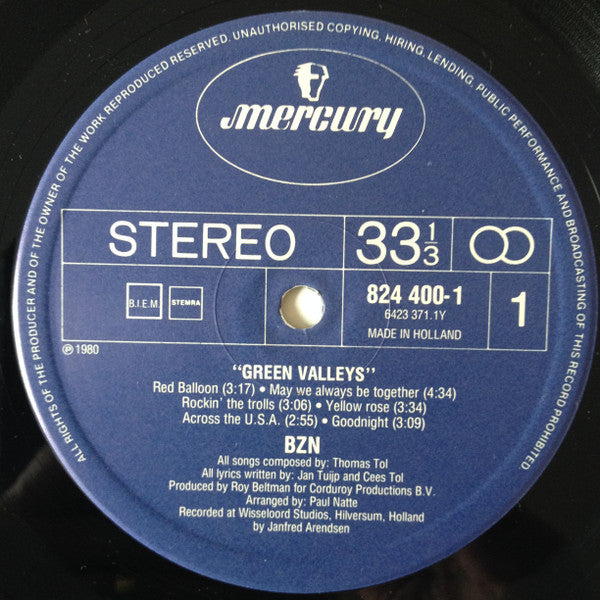 ALL RIGHTS OF THE PRODUCER AND OF THE OWNER OF THE WORK REPRODUCED RESERVED. UNAUTHORISED COPYING, HIRING, LENDING, PUBLIC PERFORMANCE AND BROADCASTING OF THIS RECORD PROHIBITED
mercury
STEREO 33 1/3
B.I.E.M. STEMRA 824 400-1 1
6423 371.1Y
MADE IN HOLLAND
℗ 1980
"GREEN VALLEYS"
Red Balloon (3:17) • May we always be together (4:34)
Rockin' the trolls (3:06) • Yellow rose (3:34)
Across the U.S.A. (2:55) • Goodnight (3:09)
BZN
All songs composed by: Thomas Tol
All lyrics written by: Jan Tuijp and Cees Tol
Produced by Roy Beltman for Corduroy Productions B.V.
Arranged by: Paul Natte
Recorded at Wisseloord Studios, Hilversum, Holland
by Janfred Arendsen